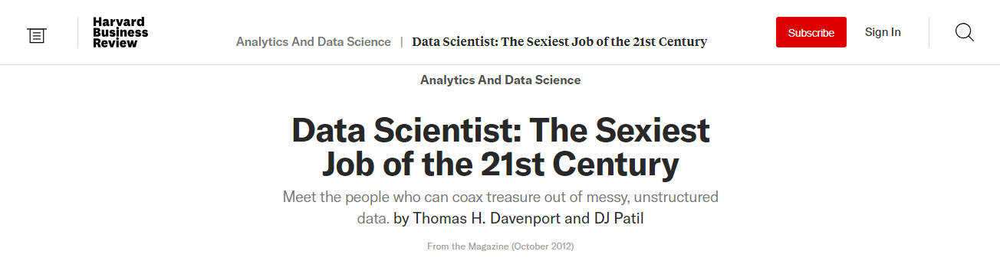 Harvard
Business
Review
Analytics And Data Science | Data Scientist: The Sexiest Job of the 21st Century
Subscribe
Sign In
Analytics And Data Science
Data Scientist: The Sexiest
Job of the 21st Century
Meet the people who can coax treasure out of messy, unstructured
data. by Thomas H. Davenport and DJ Patil
From the Magazine (October 2012)